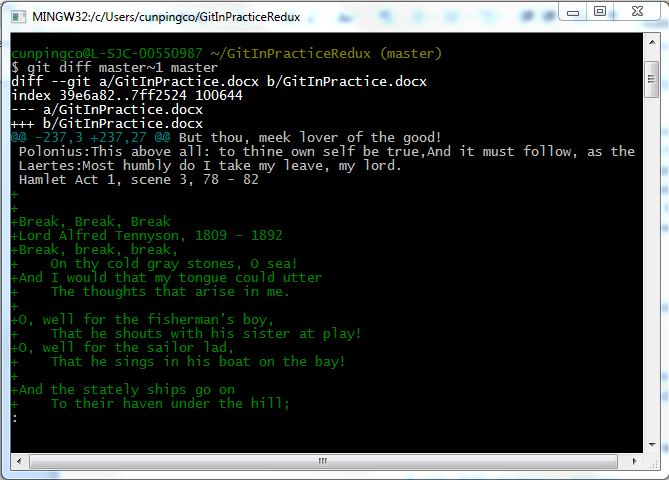 MINGW32:/c/Users/cunpingco/GitInPracticeRedux
cunpingco@L-SJC-00550987 ~/GitInPracticeRedux (master)
$ git diff master~1 master
diff --git a/GitInPractice.docx b/GitInPractice.docx
index 39e6a82..7ff2524 100644
--- a/GitInPractice.docx
+++ b/GitInPractice.docx
@@ -237,3 +237,27 @@ But thou, meek lover of the good!
 Polonius:This above all: to thine own self be true,And it must follow, as the
 Laertes:Most humbly do I take my leave, my lord.
 Hamlet Act 1, scene 3, 78 - 82
+
+
+Break, Break, Break
+Lord Alfred Tennyson, 1809 - 1892
+Break, break, break,
+    On thy cold gray stones, O sea!
+And I would that my tongue could utter
+    The thoughts that arise in me.
+
+O, well for the fisherman's boy,
+    That he shouts with his sister at play!
+O, well for the sailor lad,
+    That he sings in his boat on the bay!
+
+And the stately ships go on
+    To their haven under the hill;
: